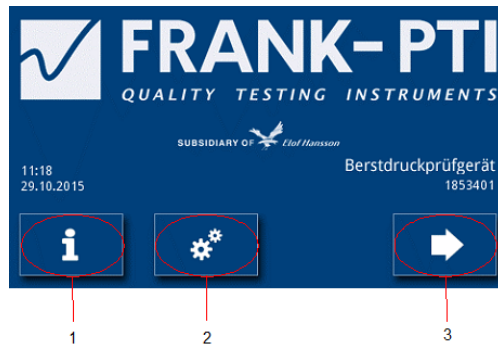 FRANK-PTI
QUALITY TESTING INSTRUMENTS
SUBSIDIARY OF Elof Hansson
11:18
29.10.2015
Berstdruckprüfgerät
1853401
i
1 2 3